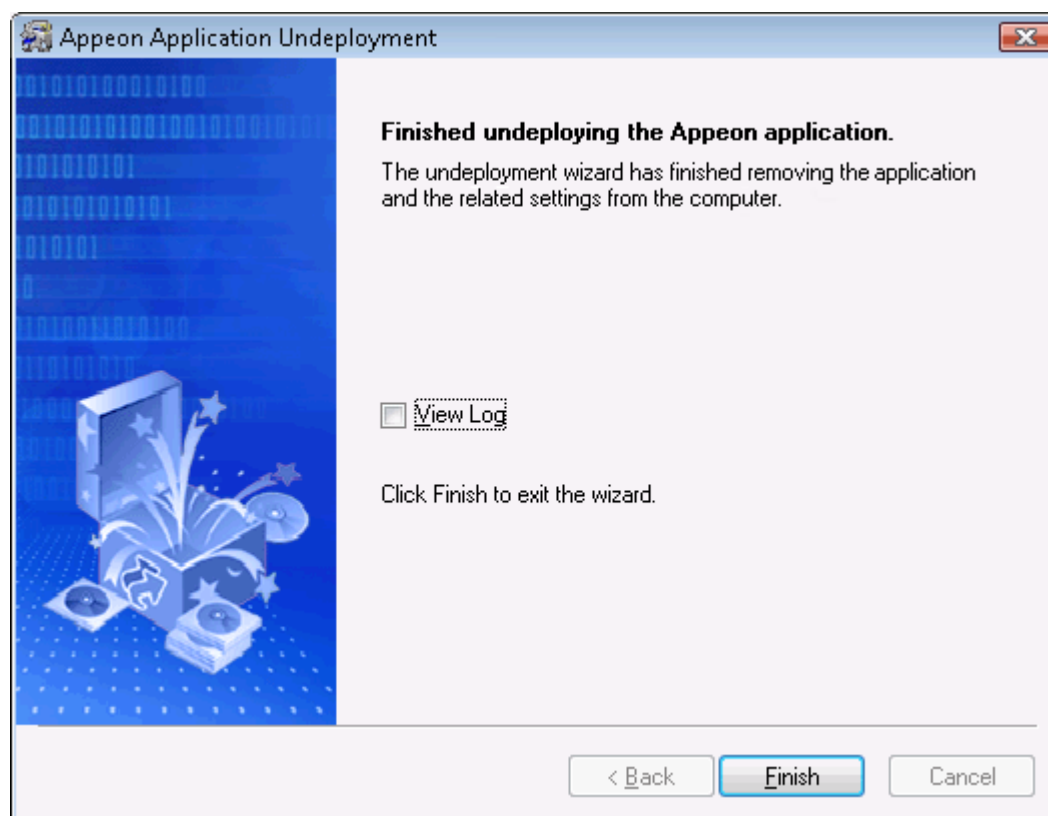 Appeon Application Undeployment
Finished undeploying the Appeon application.
The undeployment wizard has finished removing the application
and the related settings from the computer.
View Log
Click Finish to exit the wizard.
< Back
Finish
Cancel